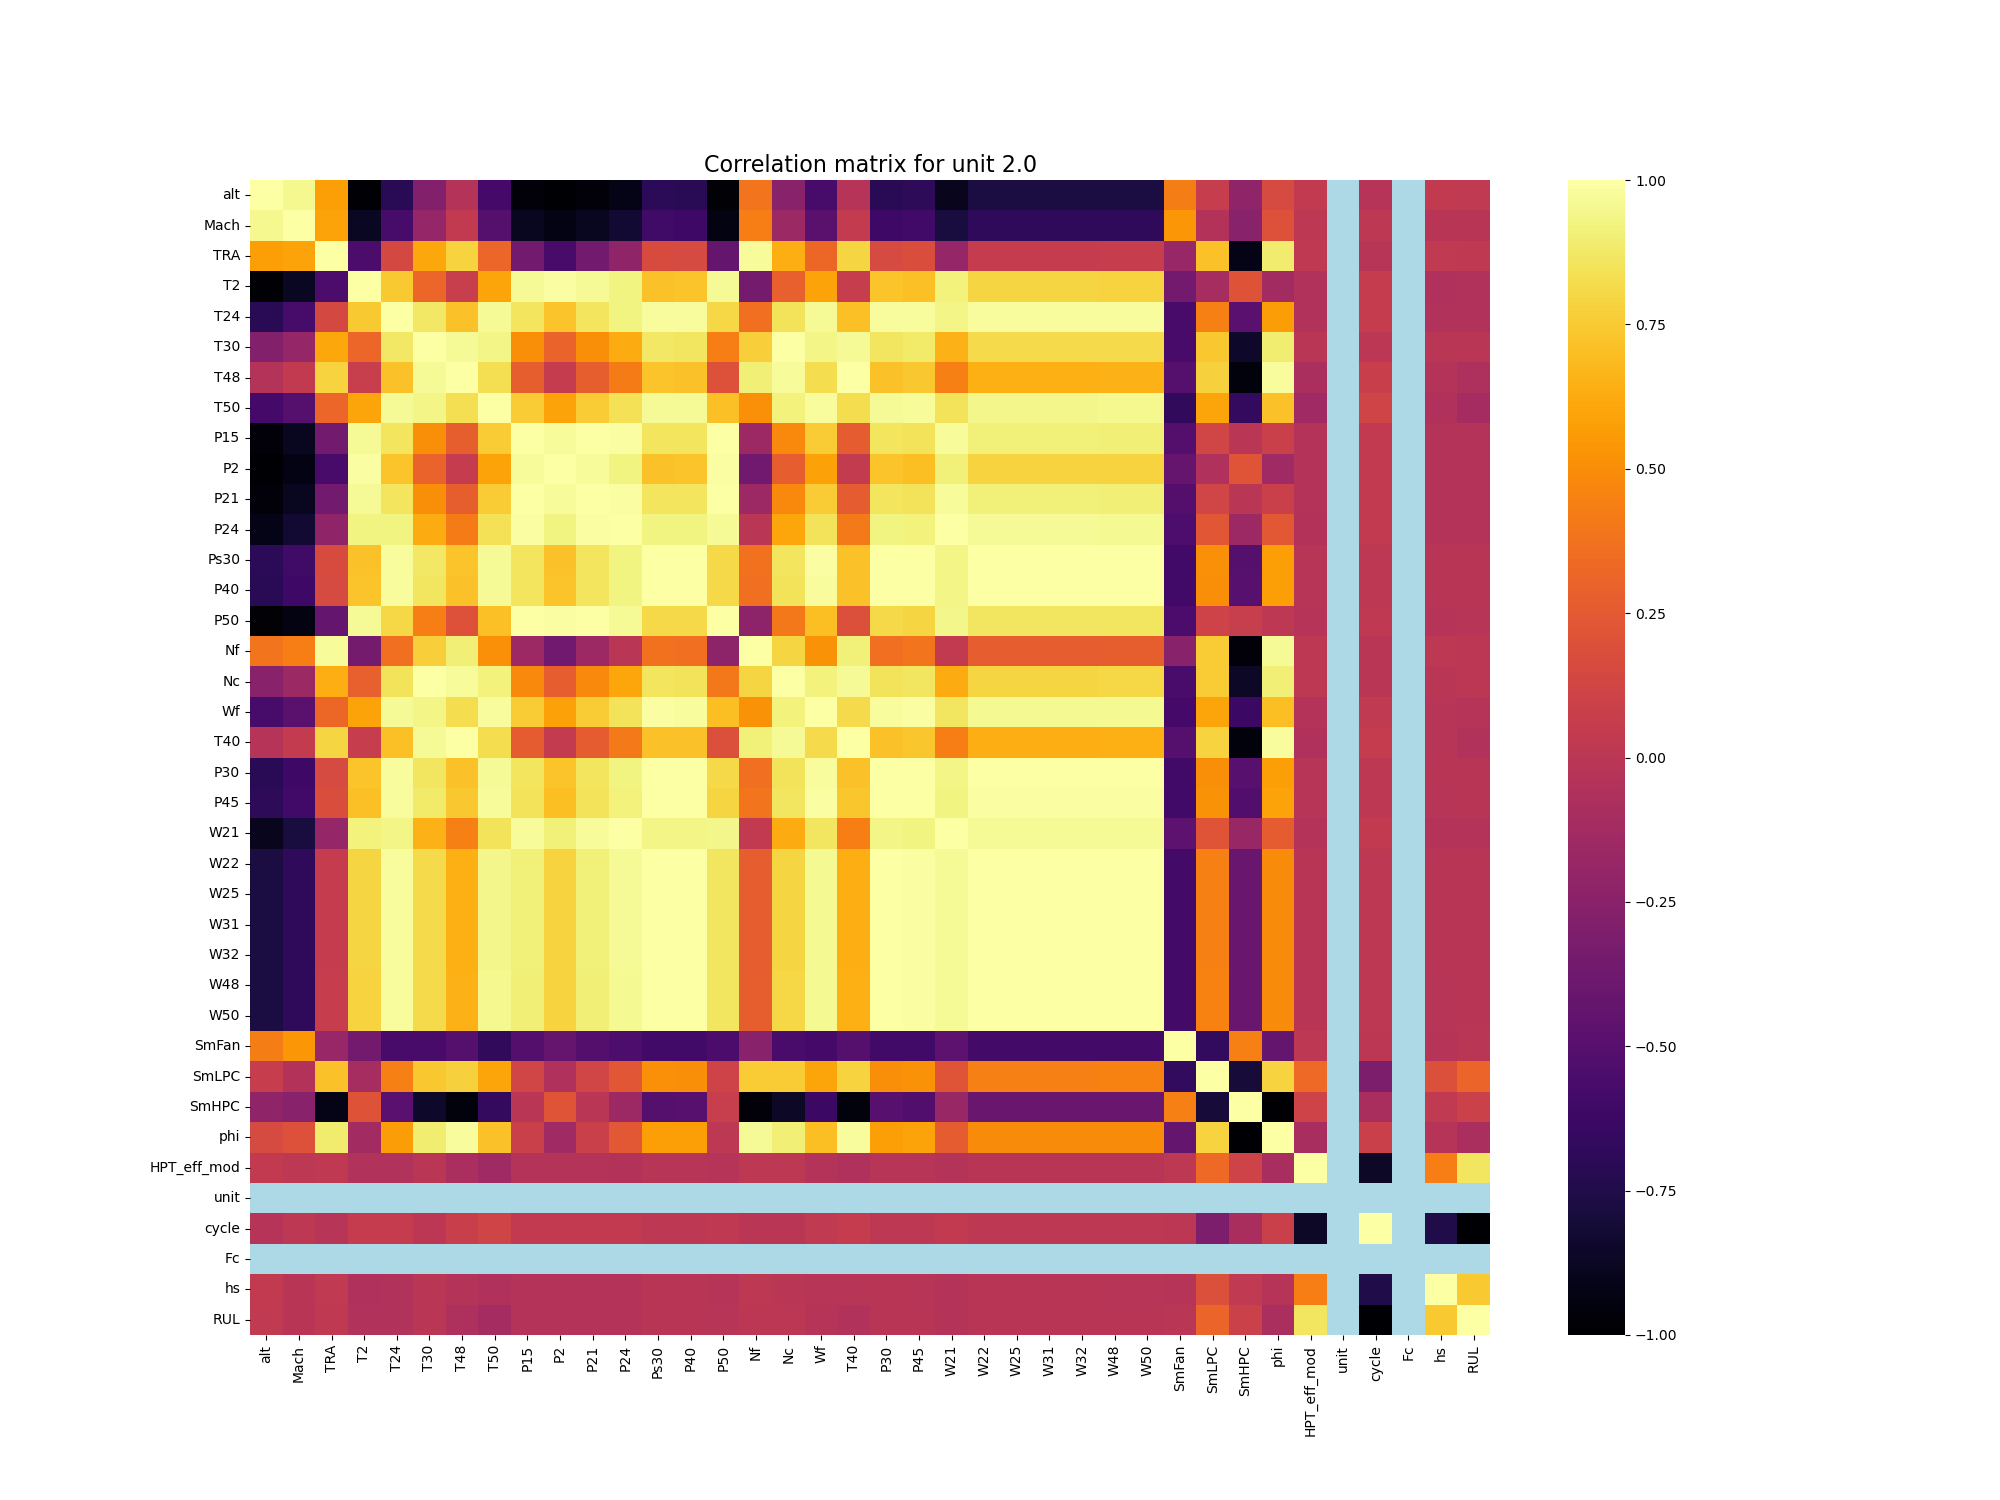 Correlation matrix for unit 2.0
alt
Mach
TRA
T2
T24
T30
T48
T50
P15
P2
P21
P24
Ps30
P40
P50
Nf
Nc
Wf
T40
P30
P45
W21
W22
W25
W31
W32
W48
W50
SmFan
SmLPC
SmHPC
phi
HPT_eff_mod
unit
cycle
Fc
hs
RUL
alt
Mach
TRA
T2
T24
T30
T48
T50
P15
P2
P21
P24
Ps30
P40
P50
Nf
Nc
Wf
T40
P30
P45
W21
W22
W25
W31
W32
W48
W50
SmFan
SmLPC
SmHPC
phi
HPT_eff_mod
unit
cycle
Fc
hs
RUL
1.00
0.75
0.50
0.25
0.00
−0.25
−0.50
−0.75
−1.00